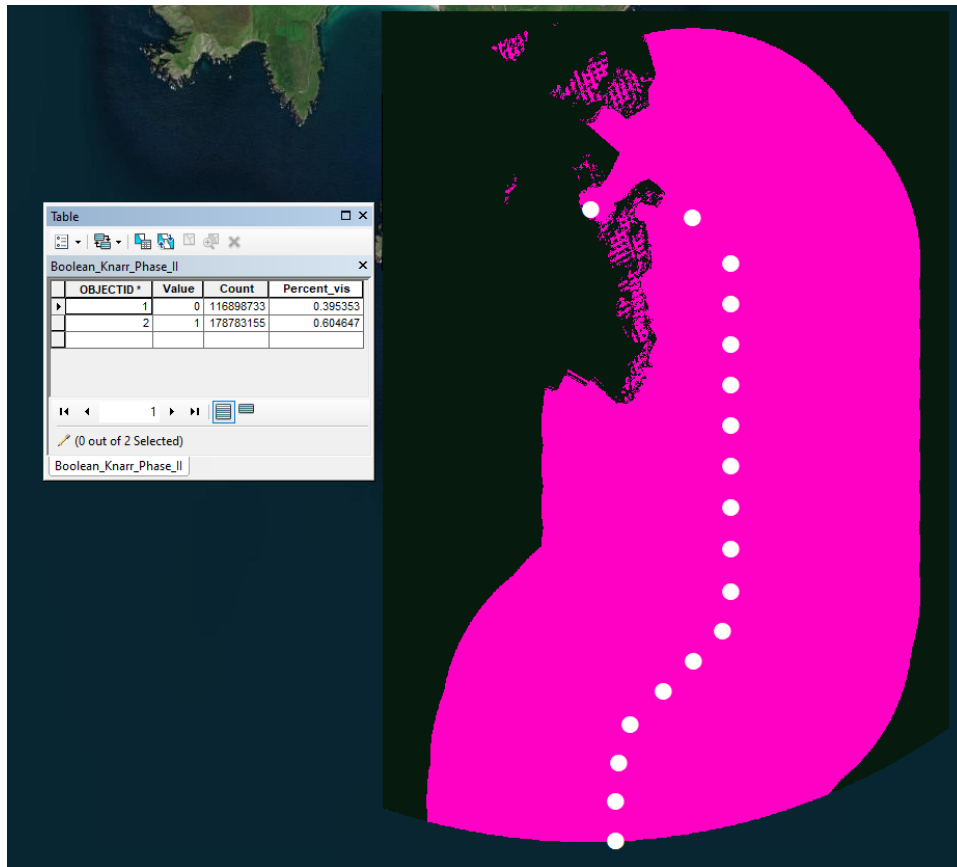 Table
Boolean_Knarr_Phase_II
OBJECTID * Value Count Percent_vis
1 0 116898733 0.395353
2 1 178783155 0.604647
1
(0 out of 2 Selected)
Boolean_Knarr_Phase_II